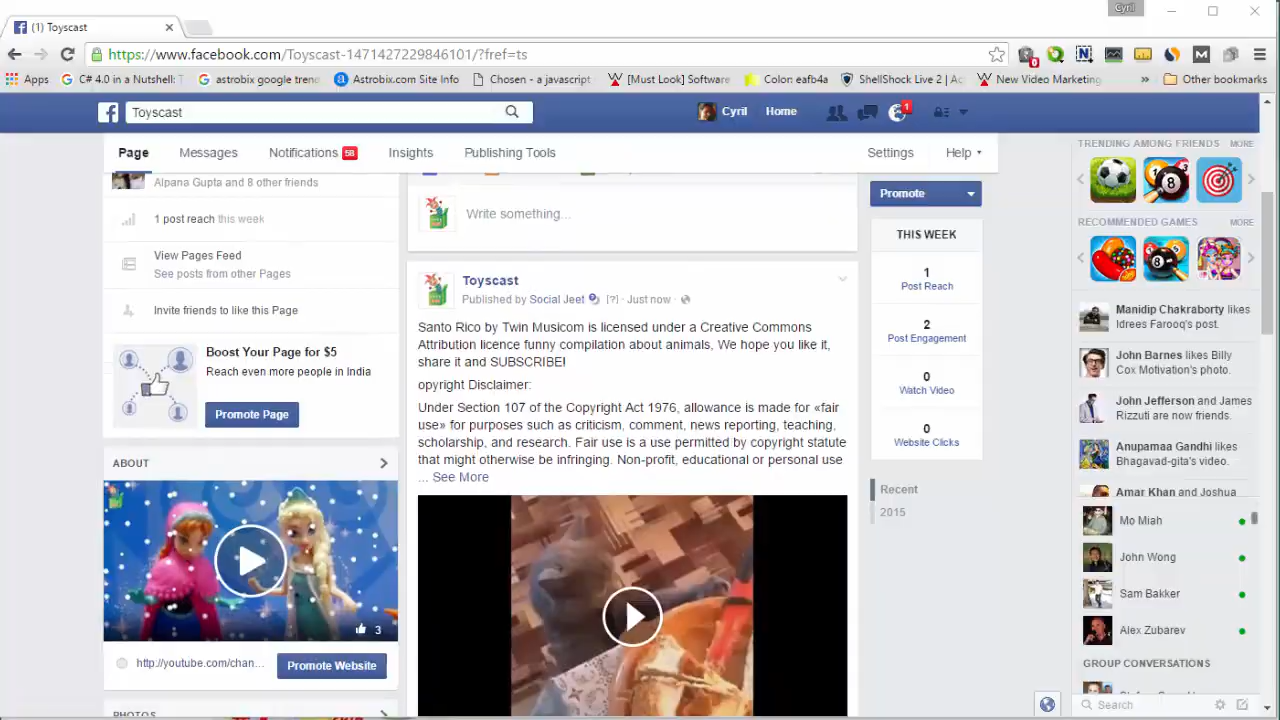 Cyril
(1) Toyscast
https://www.facebook.com/Toyscast-1471427229846101/?fref=ts
Apps
C# 4.0 in a Nutshell: T
astrobix google trend
Astrobix.com Site Info
Chosen - a javascript
[Must Look] Software
Color: eafb4a
ShellShock Live 2 | Ac
New Video Marketing
»
Other bookmarks
Toyscast
Cyril
Home
1
Page
Messages
Notifications 58
Insights
Publishing Tools
Settings
Help
Alpana Gupta and 8 other friends
1 post reach this week
View Pages Feed
See posts from other Pages
Invite friends to like this Page
Boost Your Page for $5
Reach even more people in India
Promote Page
ABOUT
3
http://youtube.com/chan...
Promote Website
PHOTOS
Write something...
Toyscast
Published by Social Jeet [?] · Just now ·
Santo Rico by Twin Musicom is licensed under a Creative Commons
Attribution licence funny compilation about animals, We hope you like it,
share it and SUBSCRIBE!
opyright Disclaimer:
Under Section 107 of the Copyright Act 1976, allowance is made for «fair
use» for purposes such as criticism, comment, news reporting, teaching,
scholarship, and research. Fair use is a use permitted by copyright statute
that might otherwise be infringing. Non-profit, educational or personal use
... See More
Promote
THIS WEEK
1
Post Reach
2
Post Engagement
0
Watch Video
0
Website Clicks
Recent
2015
TRENDING AMONG FRIENDS
MORE
RECOMMENDED GAMES
MORE
Manidip Chakraborty likes
Idrees Farooq's post.
John Barnes likes Billy
Cox Motivation's photo.
John Jefferson and James
Rizzuti are now friends.
Anupamaa Gandhi likes
Bhagavad-gita's video.
Amar Khan and Joshua
Mo Miah
John Wong
Sam Bakker
Alex Zubarev
GROUP CONVERSATIONS
Search